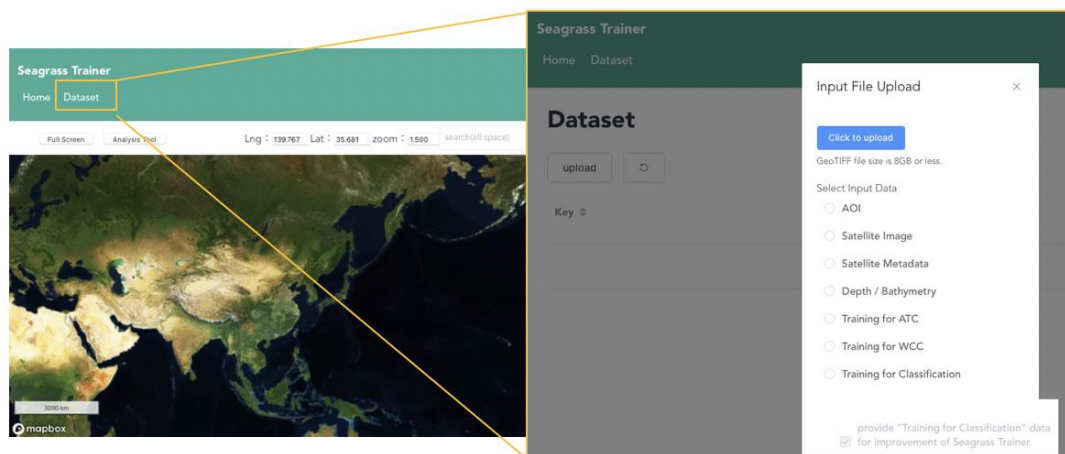 Seagrass Trainer
Home Dataset
Full Screen Analysis Tool Lng : 139.767 Lat : 35.681 zoom : 1.500 search(all space)
3000 km
mapbox
Seagrass Trainer
Home Dataset
Dataset
upload
Key
Input File Upload
Click to upload
GeoTIFF file size is 8GB or less.
Select Input Data
AOI
Satellite Image
Satellite Metadata
Depth / Bathymetry
Training for ATC
Training for WCC
Training for Classification
provide "Training for Classification" data
for improvement of Seagrass Trainer